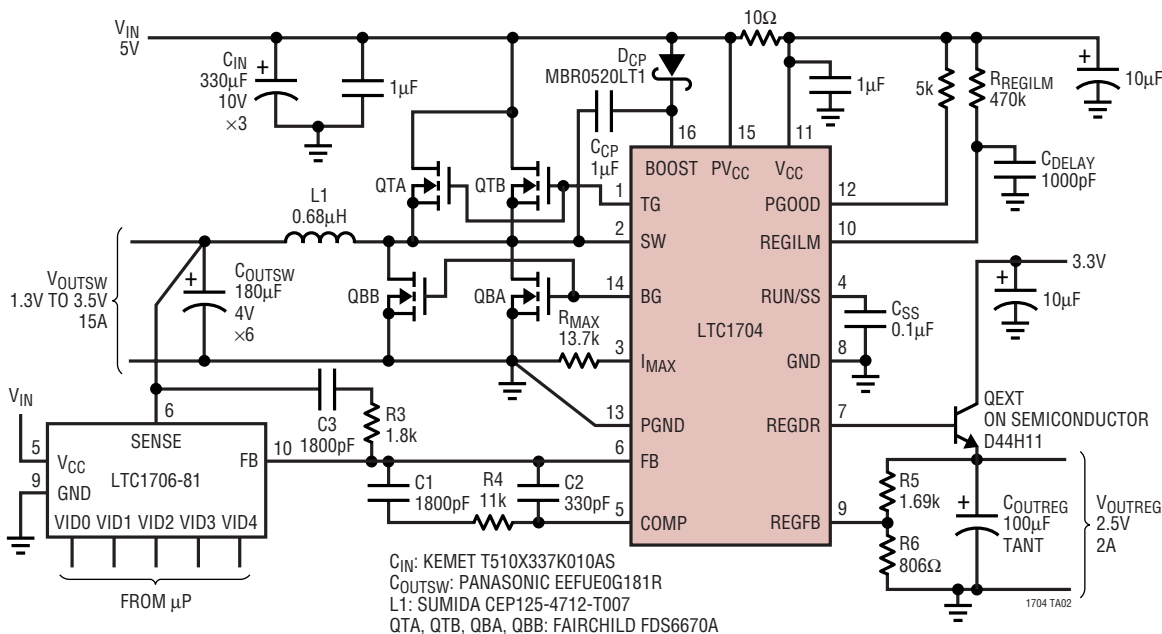 VIN
5V
CIN
330µF
10V
×3
+
1µF
10Ω
DCP
MBR0520LT1
CCP
1µF
1µF
5k
RREGILM
470k
+
10µF
CDELAY
1000pF
16
15
11
BOOST
PVCC
VCC
QTA
QTB
1
TG
PGOOD
12
L1
0.68µH
2
SW
REGILM
10
VOUTSW
1.3V TO 3.5V
15A
+
COUTSW
180µF
4V
×6
QBB
QBA
14
BG
RUN/SS
4
CSS
0.1µF
LTC1704
RMAX
13.7k
3
IMAX
GND
8
3.3V
+
10µF
13
PGND
REGDR
7
QEXT
ON SEMICONDUCTOR
D44H11
6
FB
5
COMP
REGFB
9
R5
1.69k
R6
806Ω
+
COUTREG
100µF
TANT
VOUTREG
2.5V
2A
VIN
6
SENSE
5
VCC
9
GND
LTC1706-81
FB
10
VID0 VID1 VID2 VID3 VID4
FROM µP
C3
1800pF
R3
1.8k
C1
1800pF
R4
11k
C2
330pF
CIN: KEMET T510X337K010AS
COUTSW: PANASONIC EEFUE0G181R
L1: SUMIDA CEP125-4712-T007
QTA, QTB, QBA, QBB: FAIRCHILD FDS6670A
1704 TA02